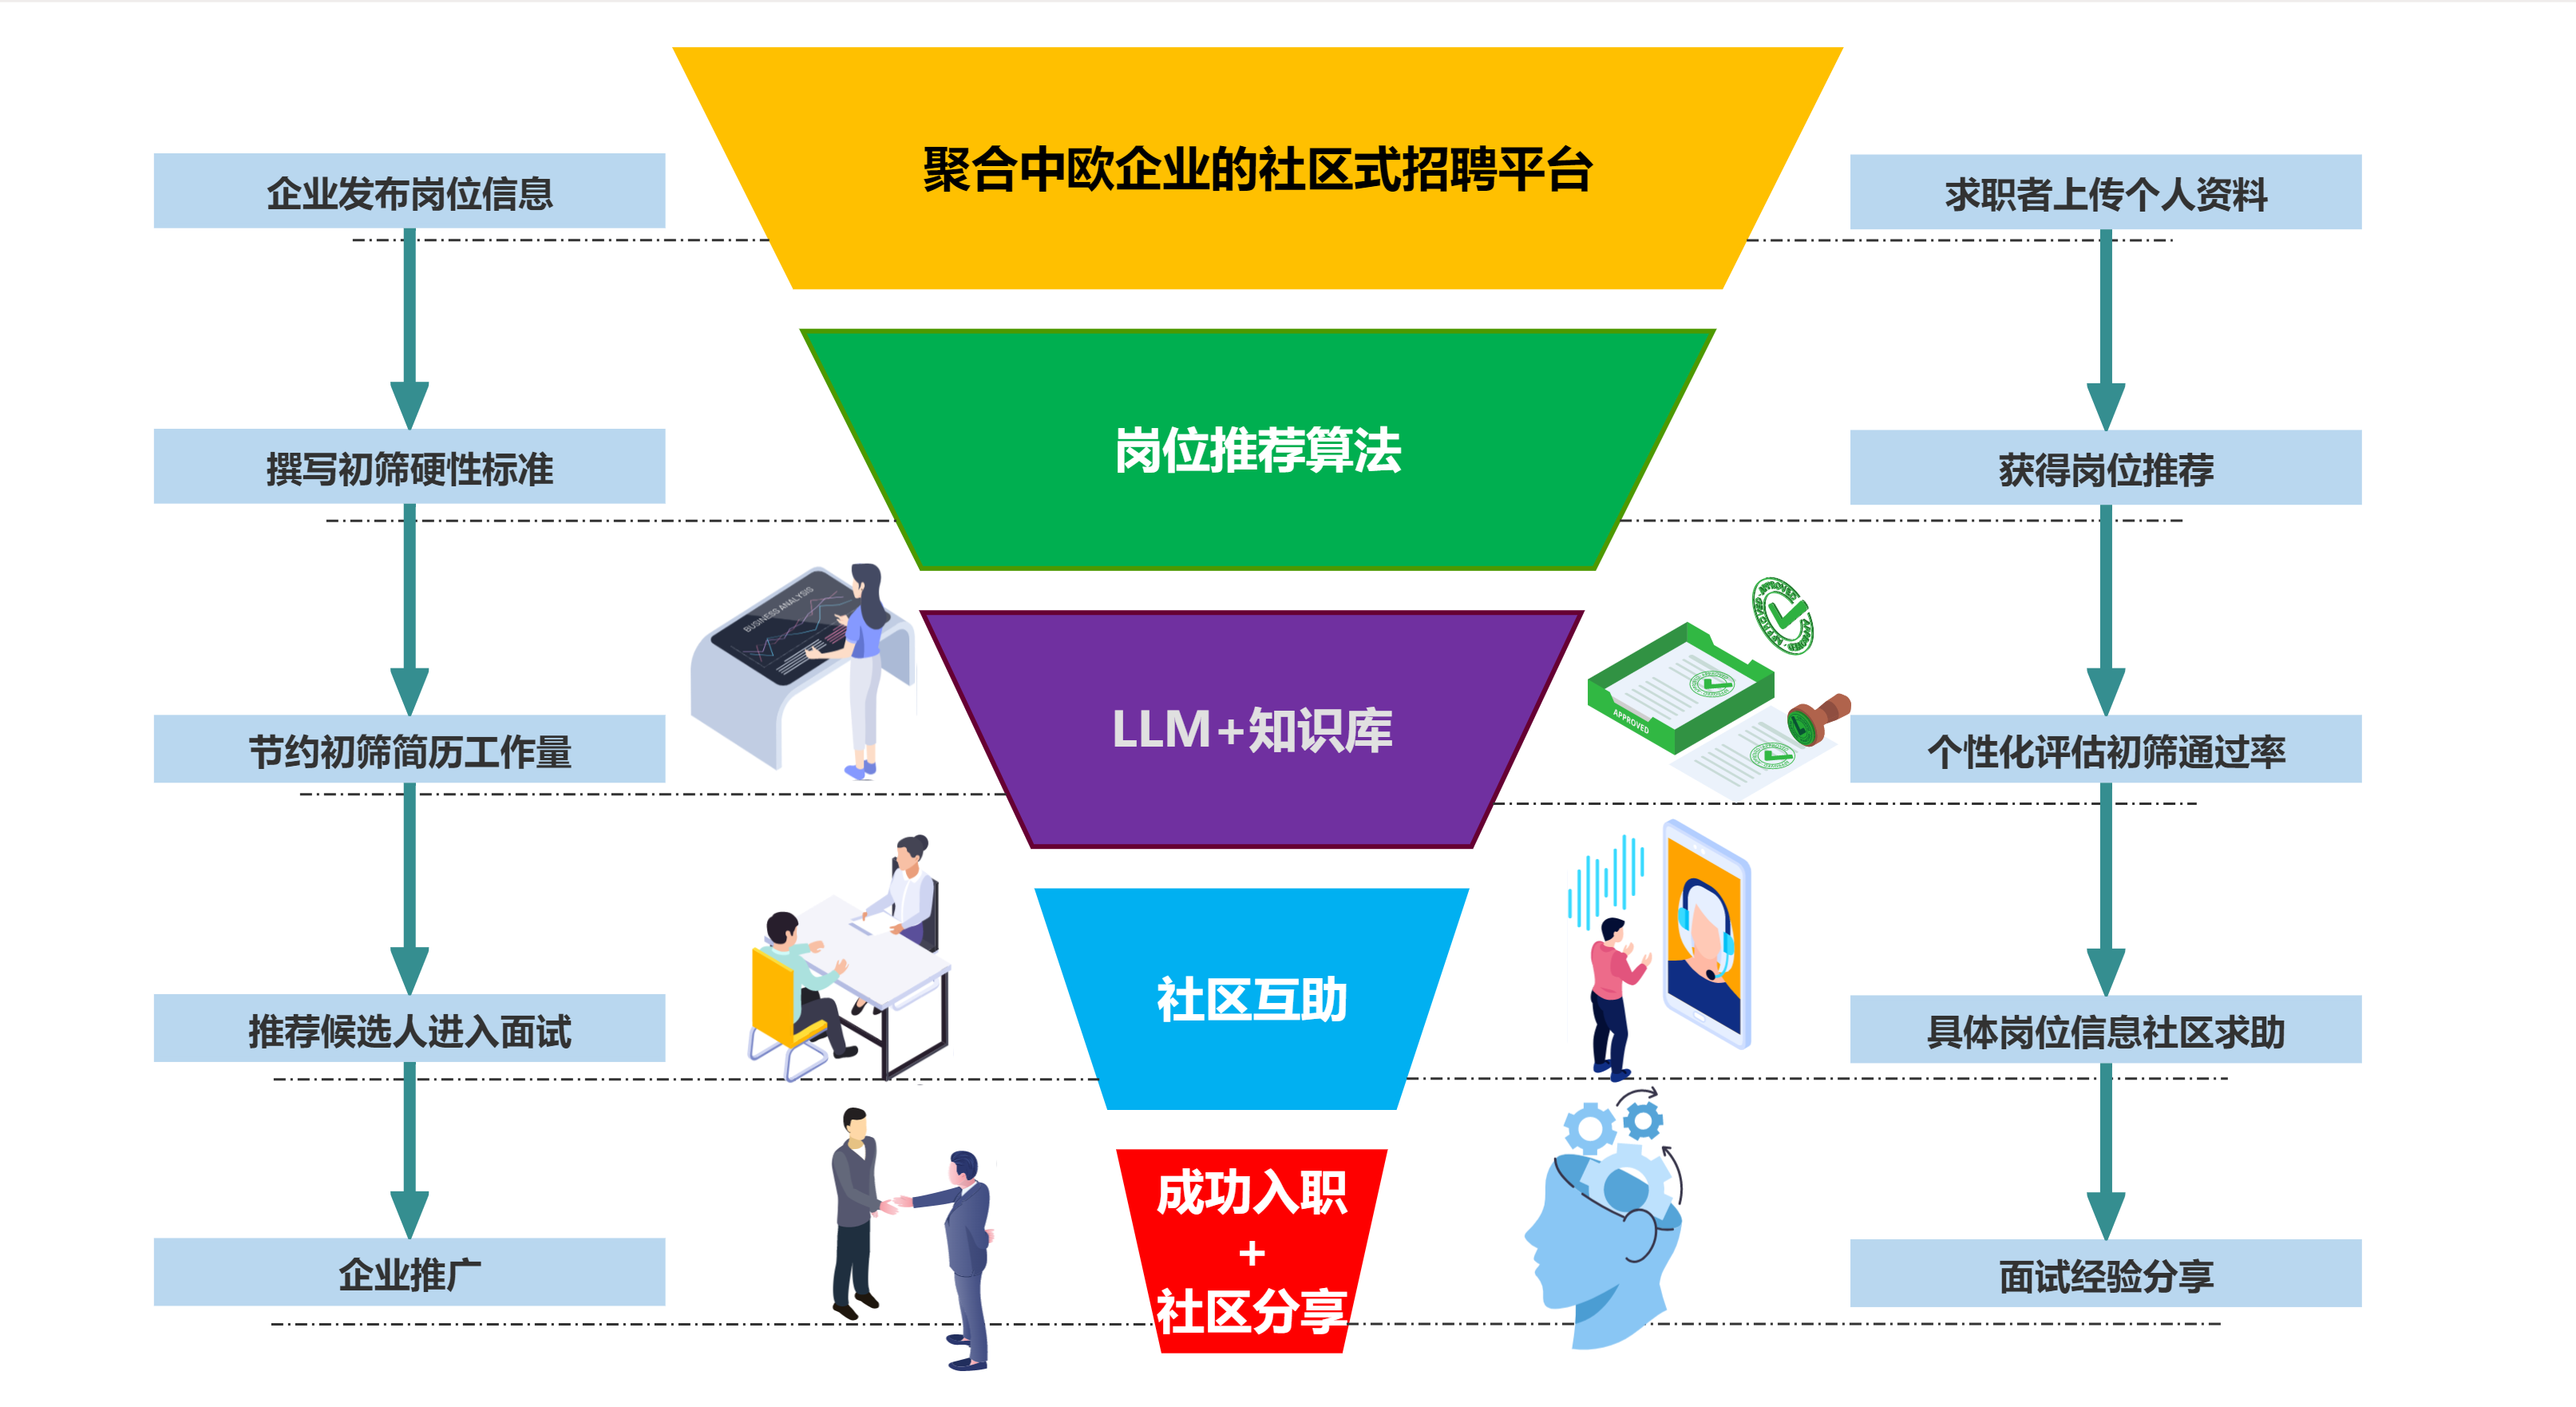 聚合中欧企业的社区式招聘平台
企业发布岗位信息
求职者上传个人资料
岗位推荐算法
撰写初筛硬性标准
获得岗位推荐
BUSINESS ANALYSIS
APPROVED
LLM+知识库
节约初筛简历工作量
个性化评估初筛通过率
社区互助
推荐候选人进入面试
具体岗位信息社区求助
成功入职
+
社区分享
企业推广
面试经验分享